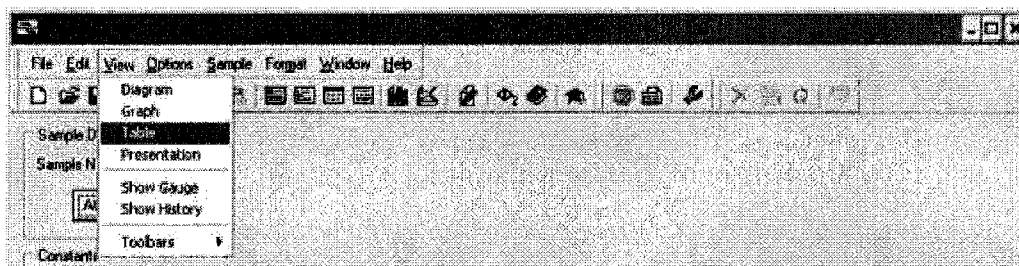 File Edit View Options Sample Format Window Help
Diagram
Graph
Table
Presentation
Show Gauge
Show History
Toolbars
Sample D
Sample N
Constants